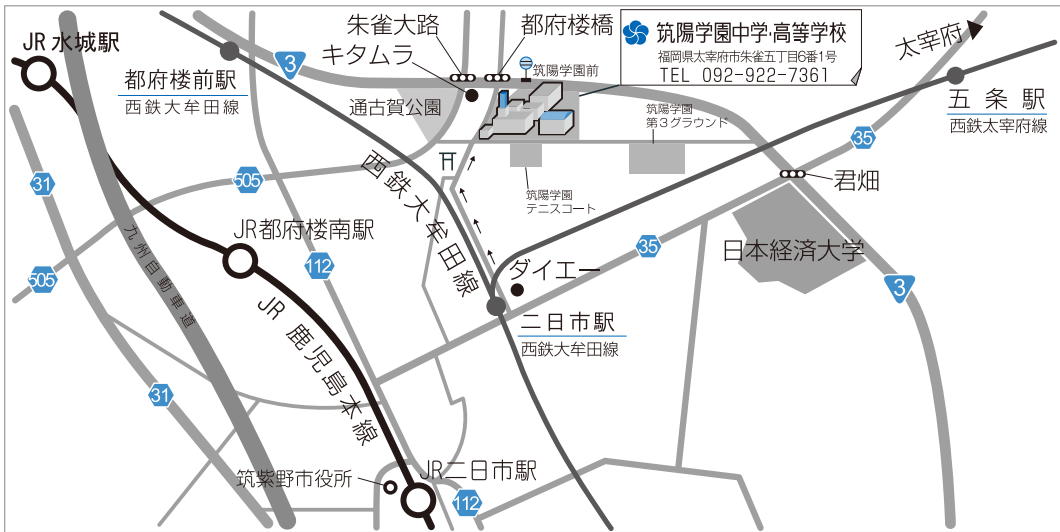 JR 水城駅
都府楼前駅
西鉄大牟田線
3
朱雀大路
キタムラ
都府楼橋
筑陽学園前
通古賀公園
筑陽学園中学・高等学校
福岡県太宰府市朱雀五丁目6番1号
TEL 092-922-7361
太宰府
五条駅
西鉄太宰府線
筑陽学園
第3グラウンド
35
君畑
31
505
西鉄大牟田線
筑陽学園
テニスコート
JR都府楼南駅
112
35
日本経済大学
505
九州自動車道
ダイエー
3
二日市駅
西鉄大牟田線
JR 鹿児島本線
31
筑紫野市役所
JR二日市駅
112